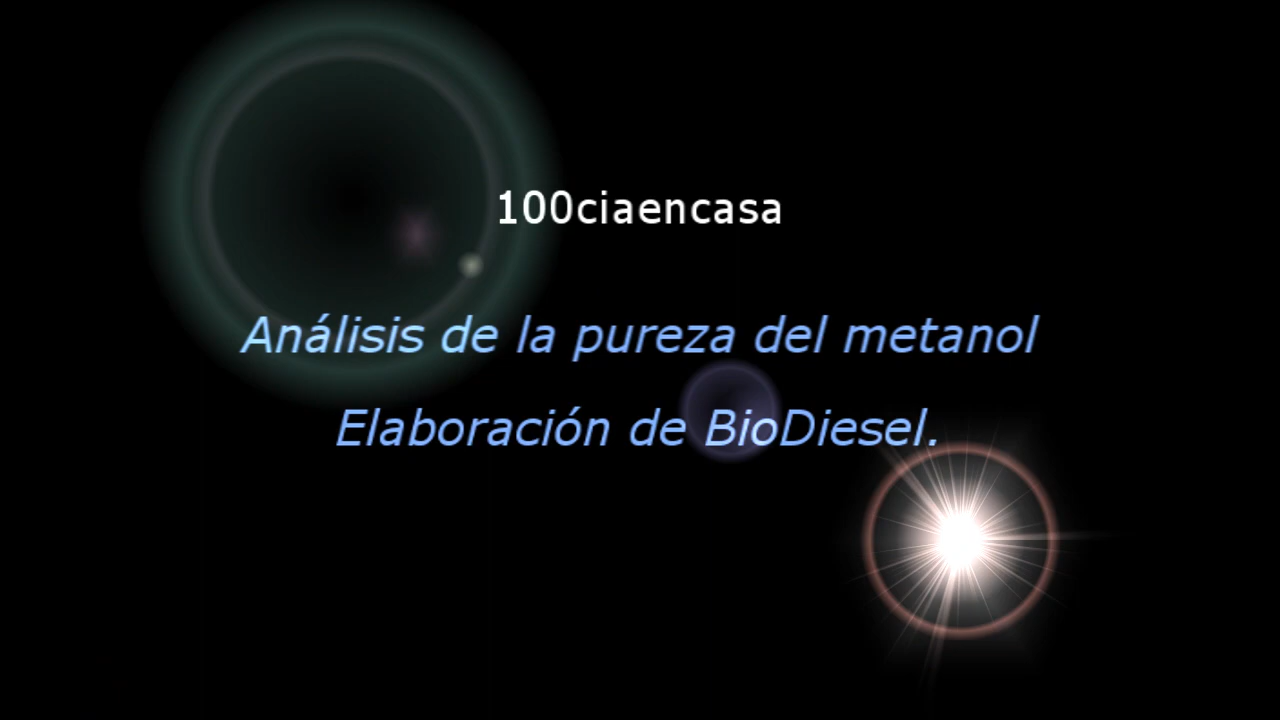 100ciaencasa
Análisis de la pureza del metanol
Elaboración de BioDiesel.